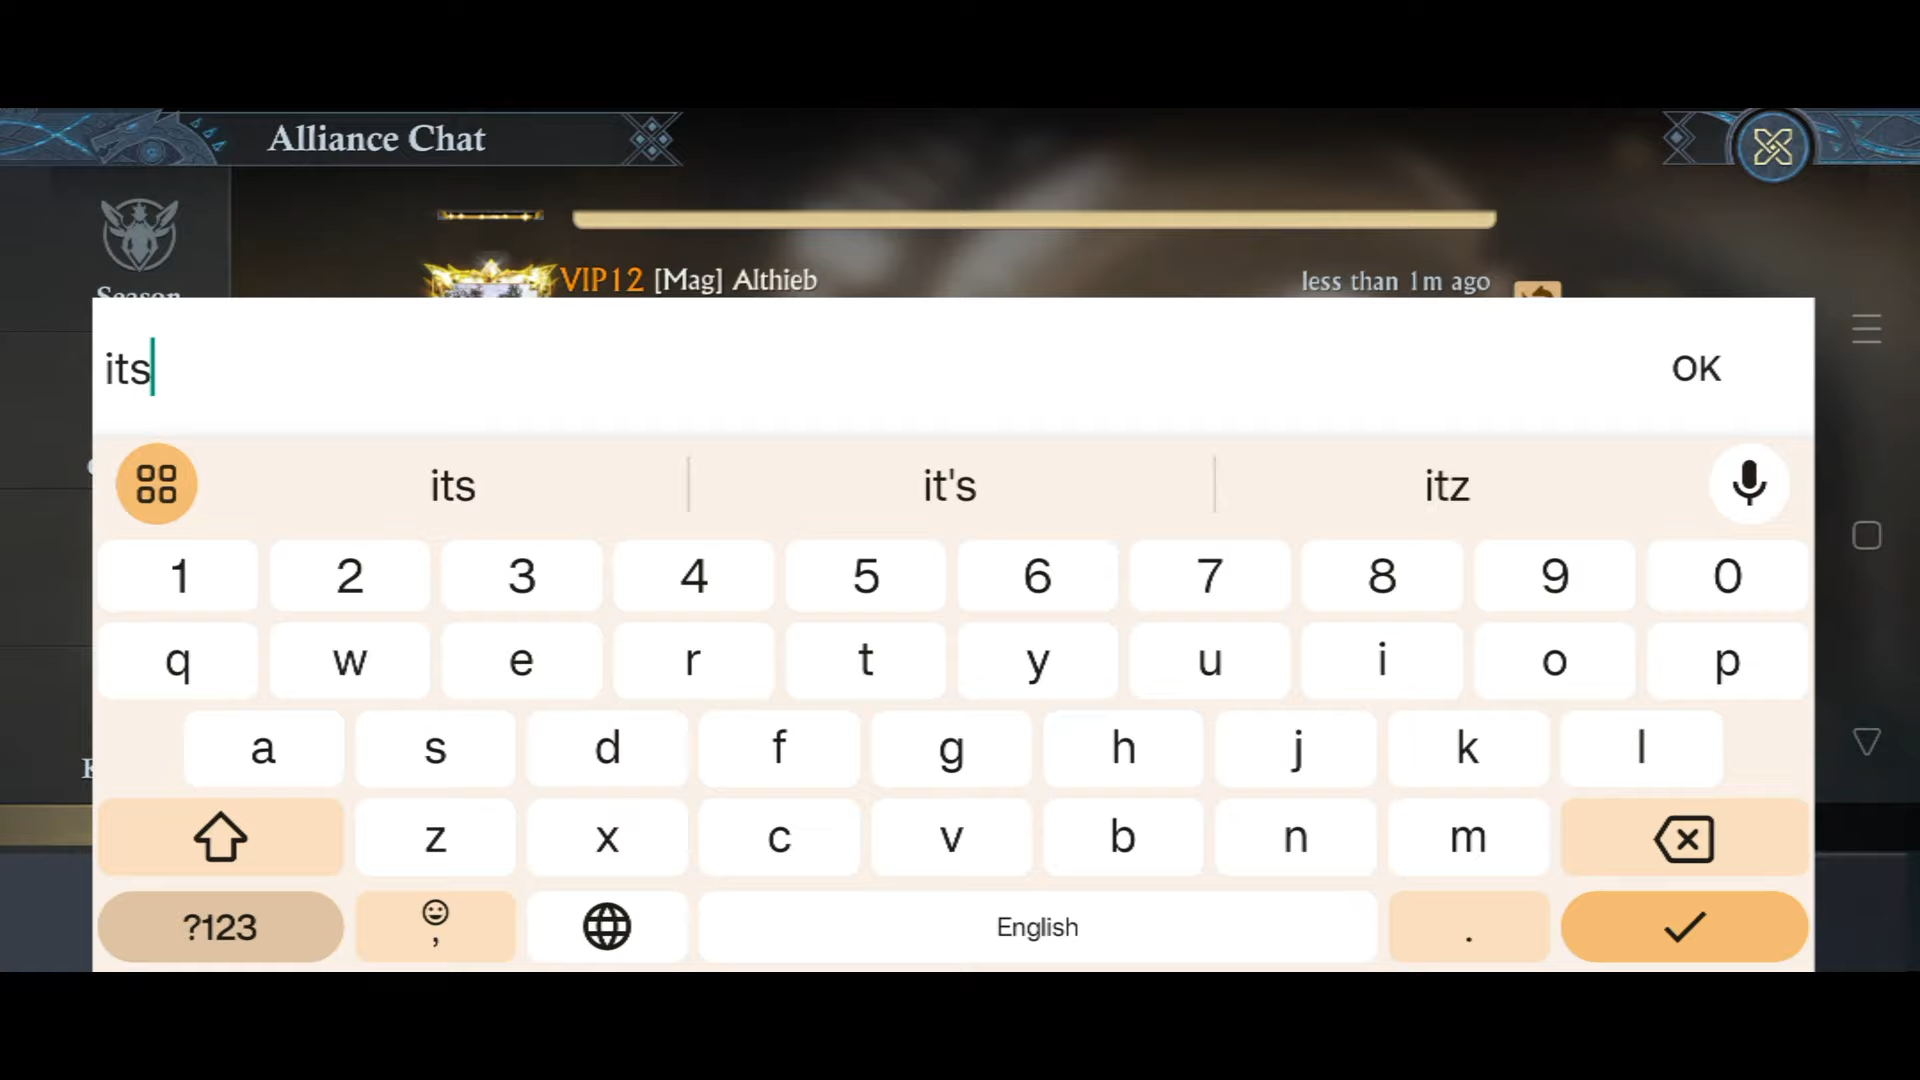 Alliance Chat
Season
VIP12 [Mag] Althieb
less than 1m ago
its
OK
its
it's
itz
1 2 3 4 5 6 7 8 9 0
q w e r t y u i o p
a s d f g h j k l
z x c v b n m
?123
,
English
.